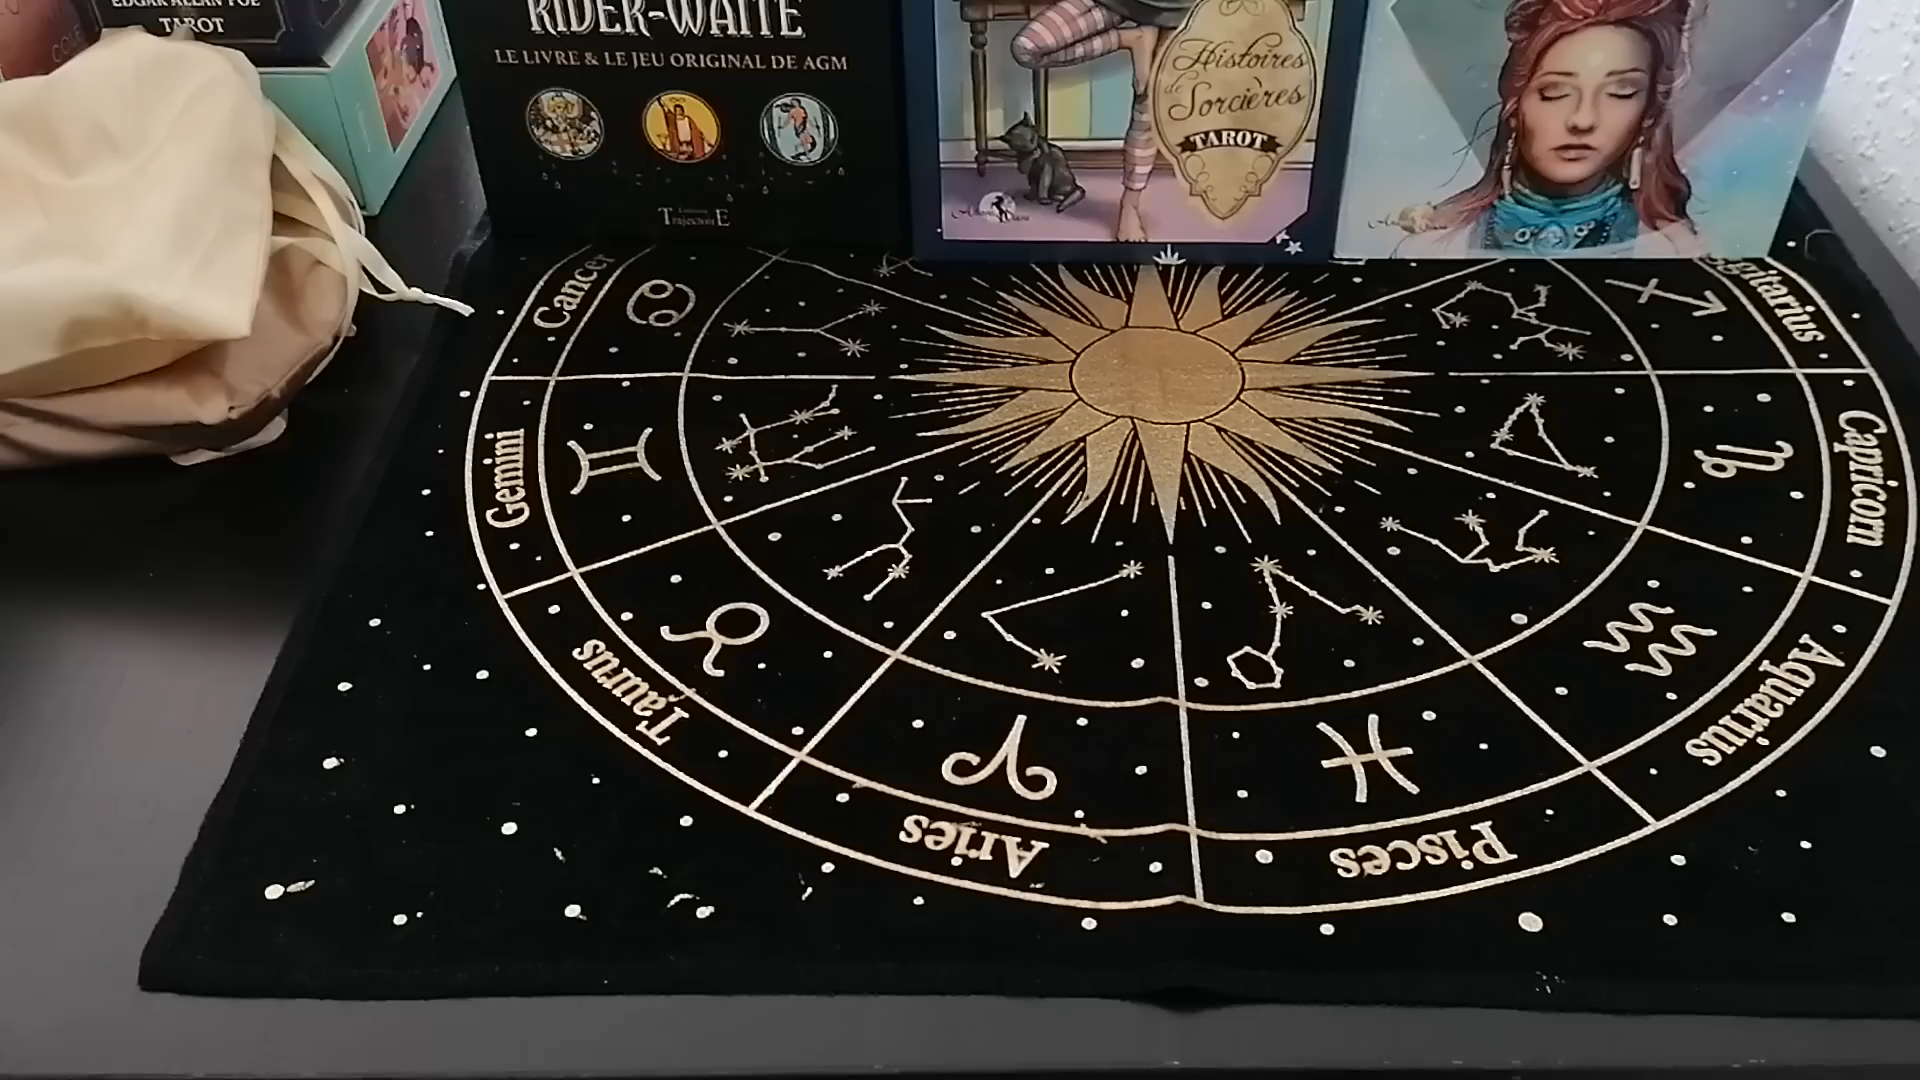 EDGAR ALLAN POE
TAROT
RIDER-WAITE
LE LIVRE & LE JEU ORIGINAL DE AGM
TrajectoirE
Histoires
de
Sorcières
TAROT
Cancer
Gemini
Taurus
Aries
Pisces
Aquarius
Capricorn